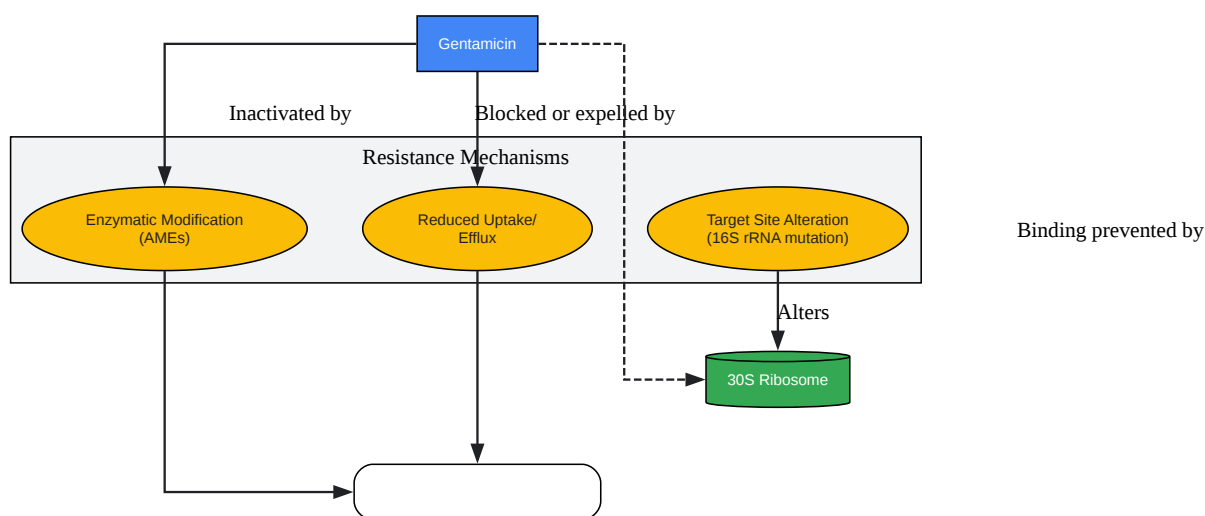 Gentamicin
Inactivated by
Blocked or expelled by
Resistance Mechanisms
Enzymatic Modification
(AMEs)
Reduced Uptake/
Efflux
Target Site Alteration
(16S rRNA mutation)
Binding prevented by
Alters
30S Ribosome